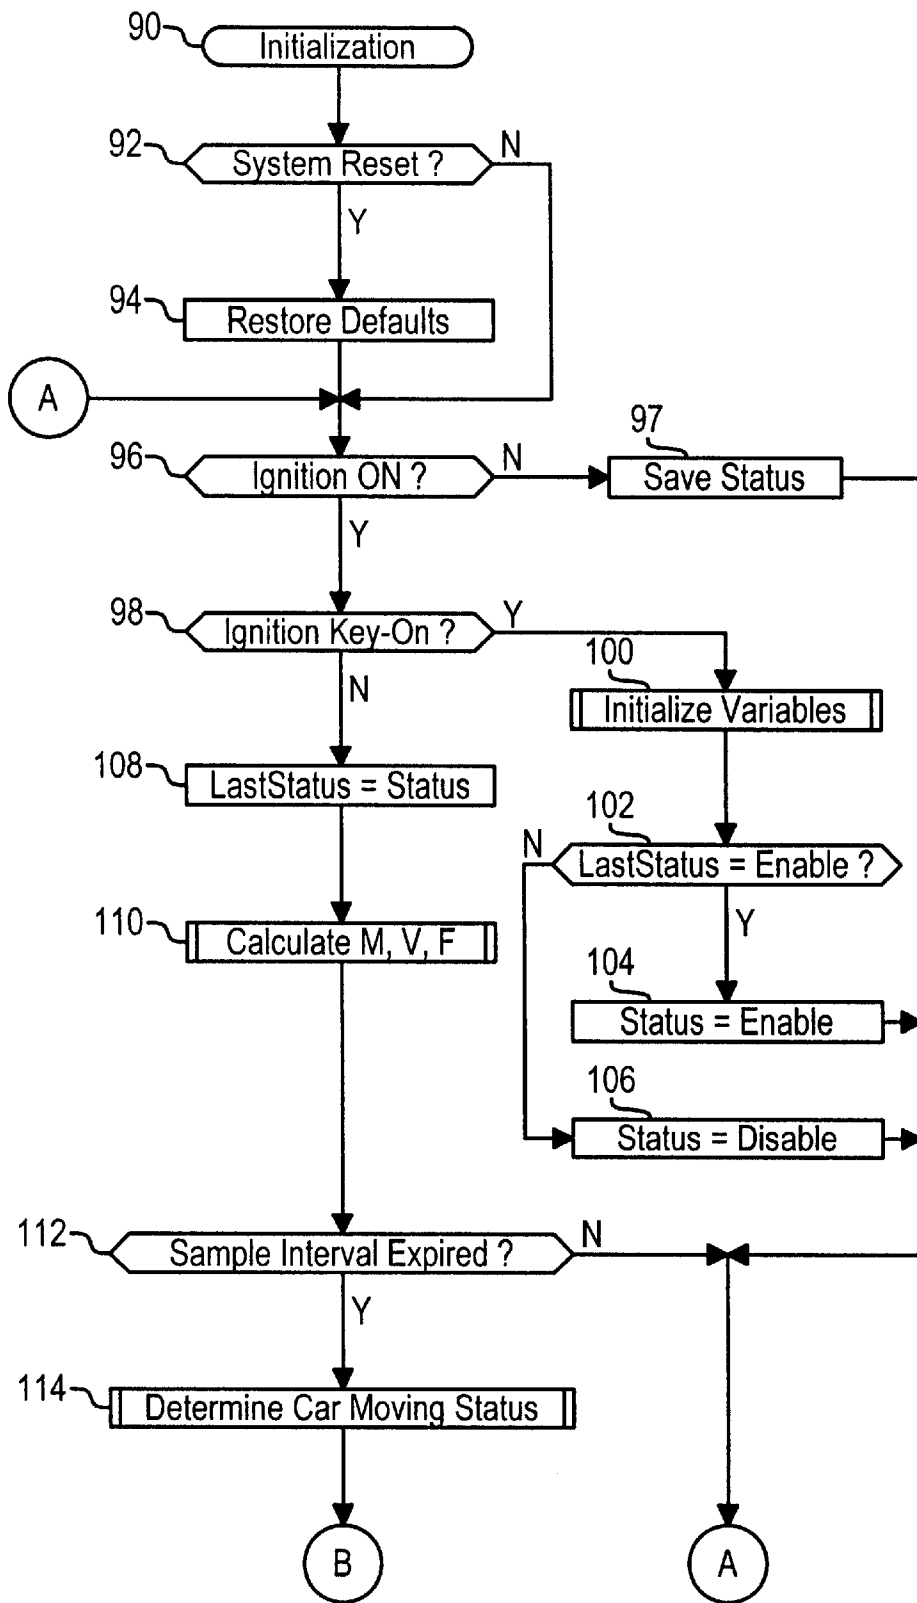 90
Initialization
92
System Reset ?
N
Y
94
Restore Defaults
A
96
Ignition ON ?
N
97
Save Status
Y
98
Ignition Key-On ?
Y
N
100
Initialize Variables
108
LastStatus = Status
102
N
LastStatus = Enable ?
Y
110
Calculate M, V, F
104
Status = Enable
106
Status = Disable
112
Sample Interval Expired ?
N
Y
114
Determine Car Moving Status
B
A